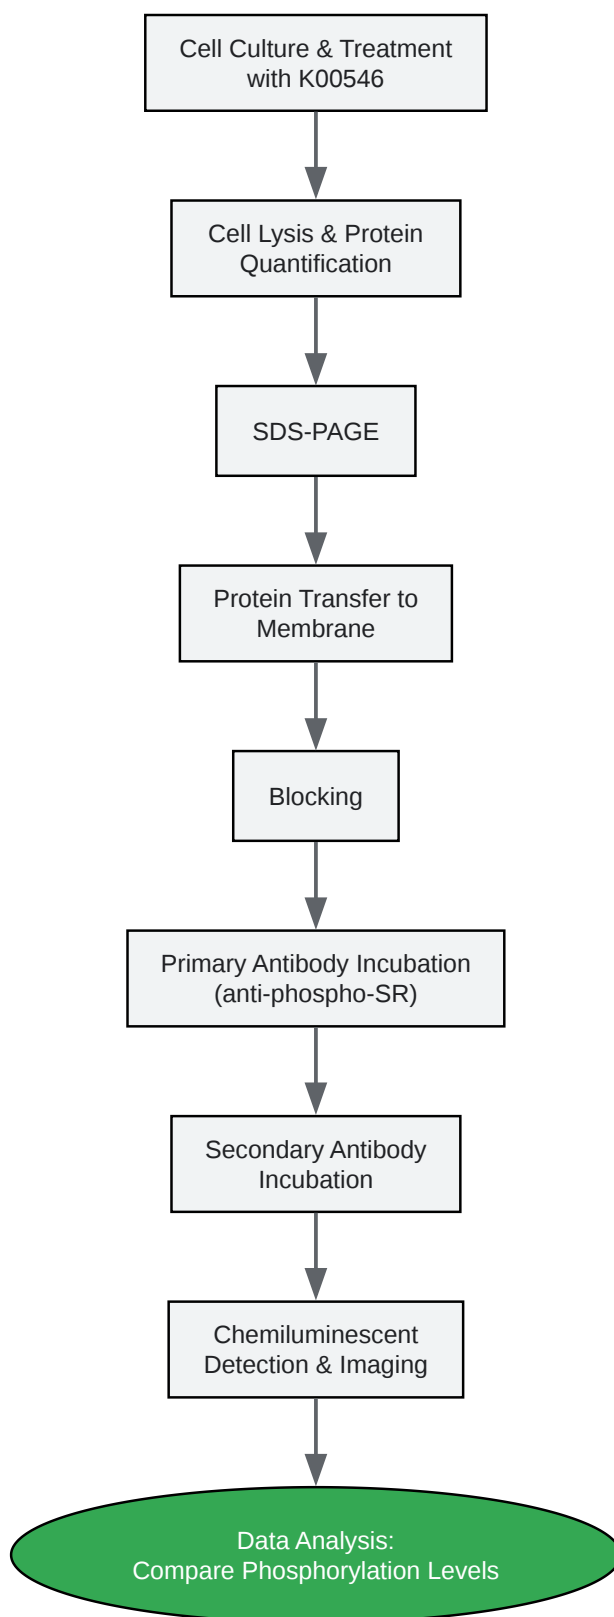 Cell Culture & Treatment
with K00546
Cell Lysis & Protein
Quantification
SDS-PAGE
Protein Transfer to
Membrane
Blocking
Primary Antibody Incubation
(anti-phospho-SR)
Secondary Antibody
Incubation
Chemiluminescent
Detection & Imaging
Data Analysis:
Compare Phosphorylation Levels